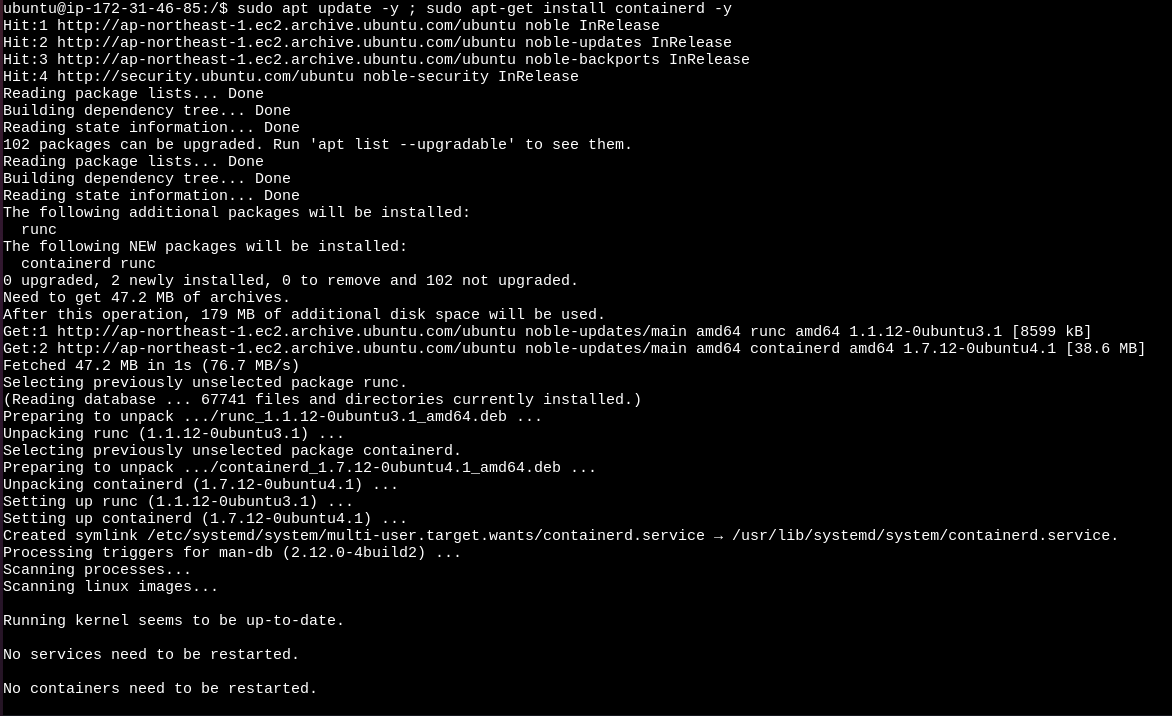 ubuntu@ip-172-31-46-85:/$ sudo apt update -y ; sudo apt-get install containerd -y
Hit:1 http://ap-northeast-1.ec2.archive.ubuntu.com/ubuntu noble InRelease
Hit:2 http://ap-northeast-1.ec2.archive.ubuntu.com/ubuntu noble-updates InRelease
Hit:3 http://ap-northeast-1.ec2.archive.ubuntu.com/ubuntu noble-backports InRelease
Hit:4 http://security.ubuntu.com/ubuntu noble-security InRelease
Reading package lists... Done
Building dependency tree... Done
Reading state information... Done
102 packages can be upgraded. Run 'apt list --upgradable' to see them.
Reading package lists... Done
Building dependency tree... Done
Reading state information... Done
The following additional packages will be installed:
  runc
The following NEW packages will be installed:
  containerd runc
0 upgraded, 2 newly installed, 0 to remove and 102 not upgraded.
Need to get 47.2 MB of archives.
After this operation, 179 MB of additional disk space will be used.
Get:1 http://ap-northeast-1.ec2.archive.ubuntu.com/ubuntu noble-updates/main amd64 runc amd64 1.1.12-0ubuntu3.1 [8599 kB]
Get:2 http://ap-northeast-1.ec2.archive.ubuntu.com/ubuntu noble-updates/main amd64 containerd amd64 1.7.12-0ubuntu4.1 [38.6 MB]
Fetched 47.2 MB in 1s (76.7 MB/s)
Selecting previously unselected package runc.
(Reading database ... 67741 files and directories currently installed.)
Preparing to unpack .../runc_1.1.12-0ubuntu3.1_amd64.deb ...
Unpacking runc (1.1.12-0ubuntu3.1) ...
Selecting previously unselected package containerd.
Preparing to unpack .../containerd_1.7.12-0ubuntu4.1_amd64.deb ...
Unpacking containerd (1.7.12-0ubuntu4.1) ...
Setting up runc (1.1.12-0ubuntu3.1) ...
Setting up containerd (1.7.12-0ubuntu4.1) ...
Created symlink /etc/systemd/system/multi-user.target.wants/containerd.service → /usr/lib/systemd/system/containerd.service.
Processing triggers for man-db (2.12.0-4build2) ...
Scanning processes...
Scanning linux images...
Running kernel seems to be up-to-date.
No services need to be restarted.
No containers need to be restarted.